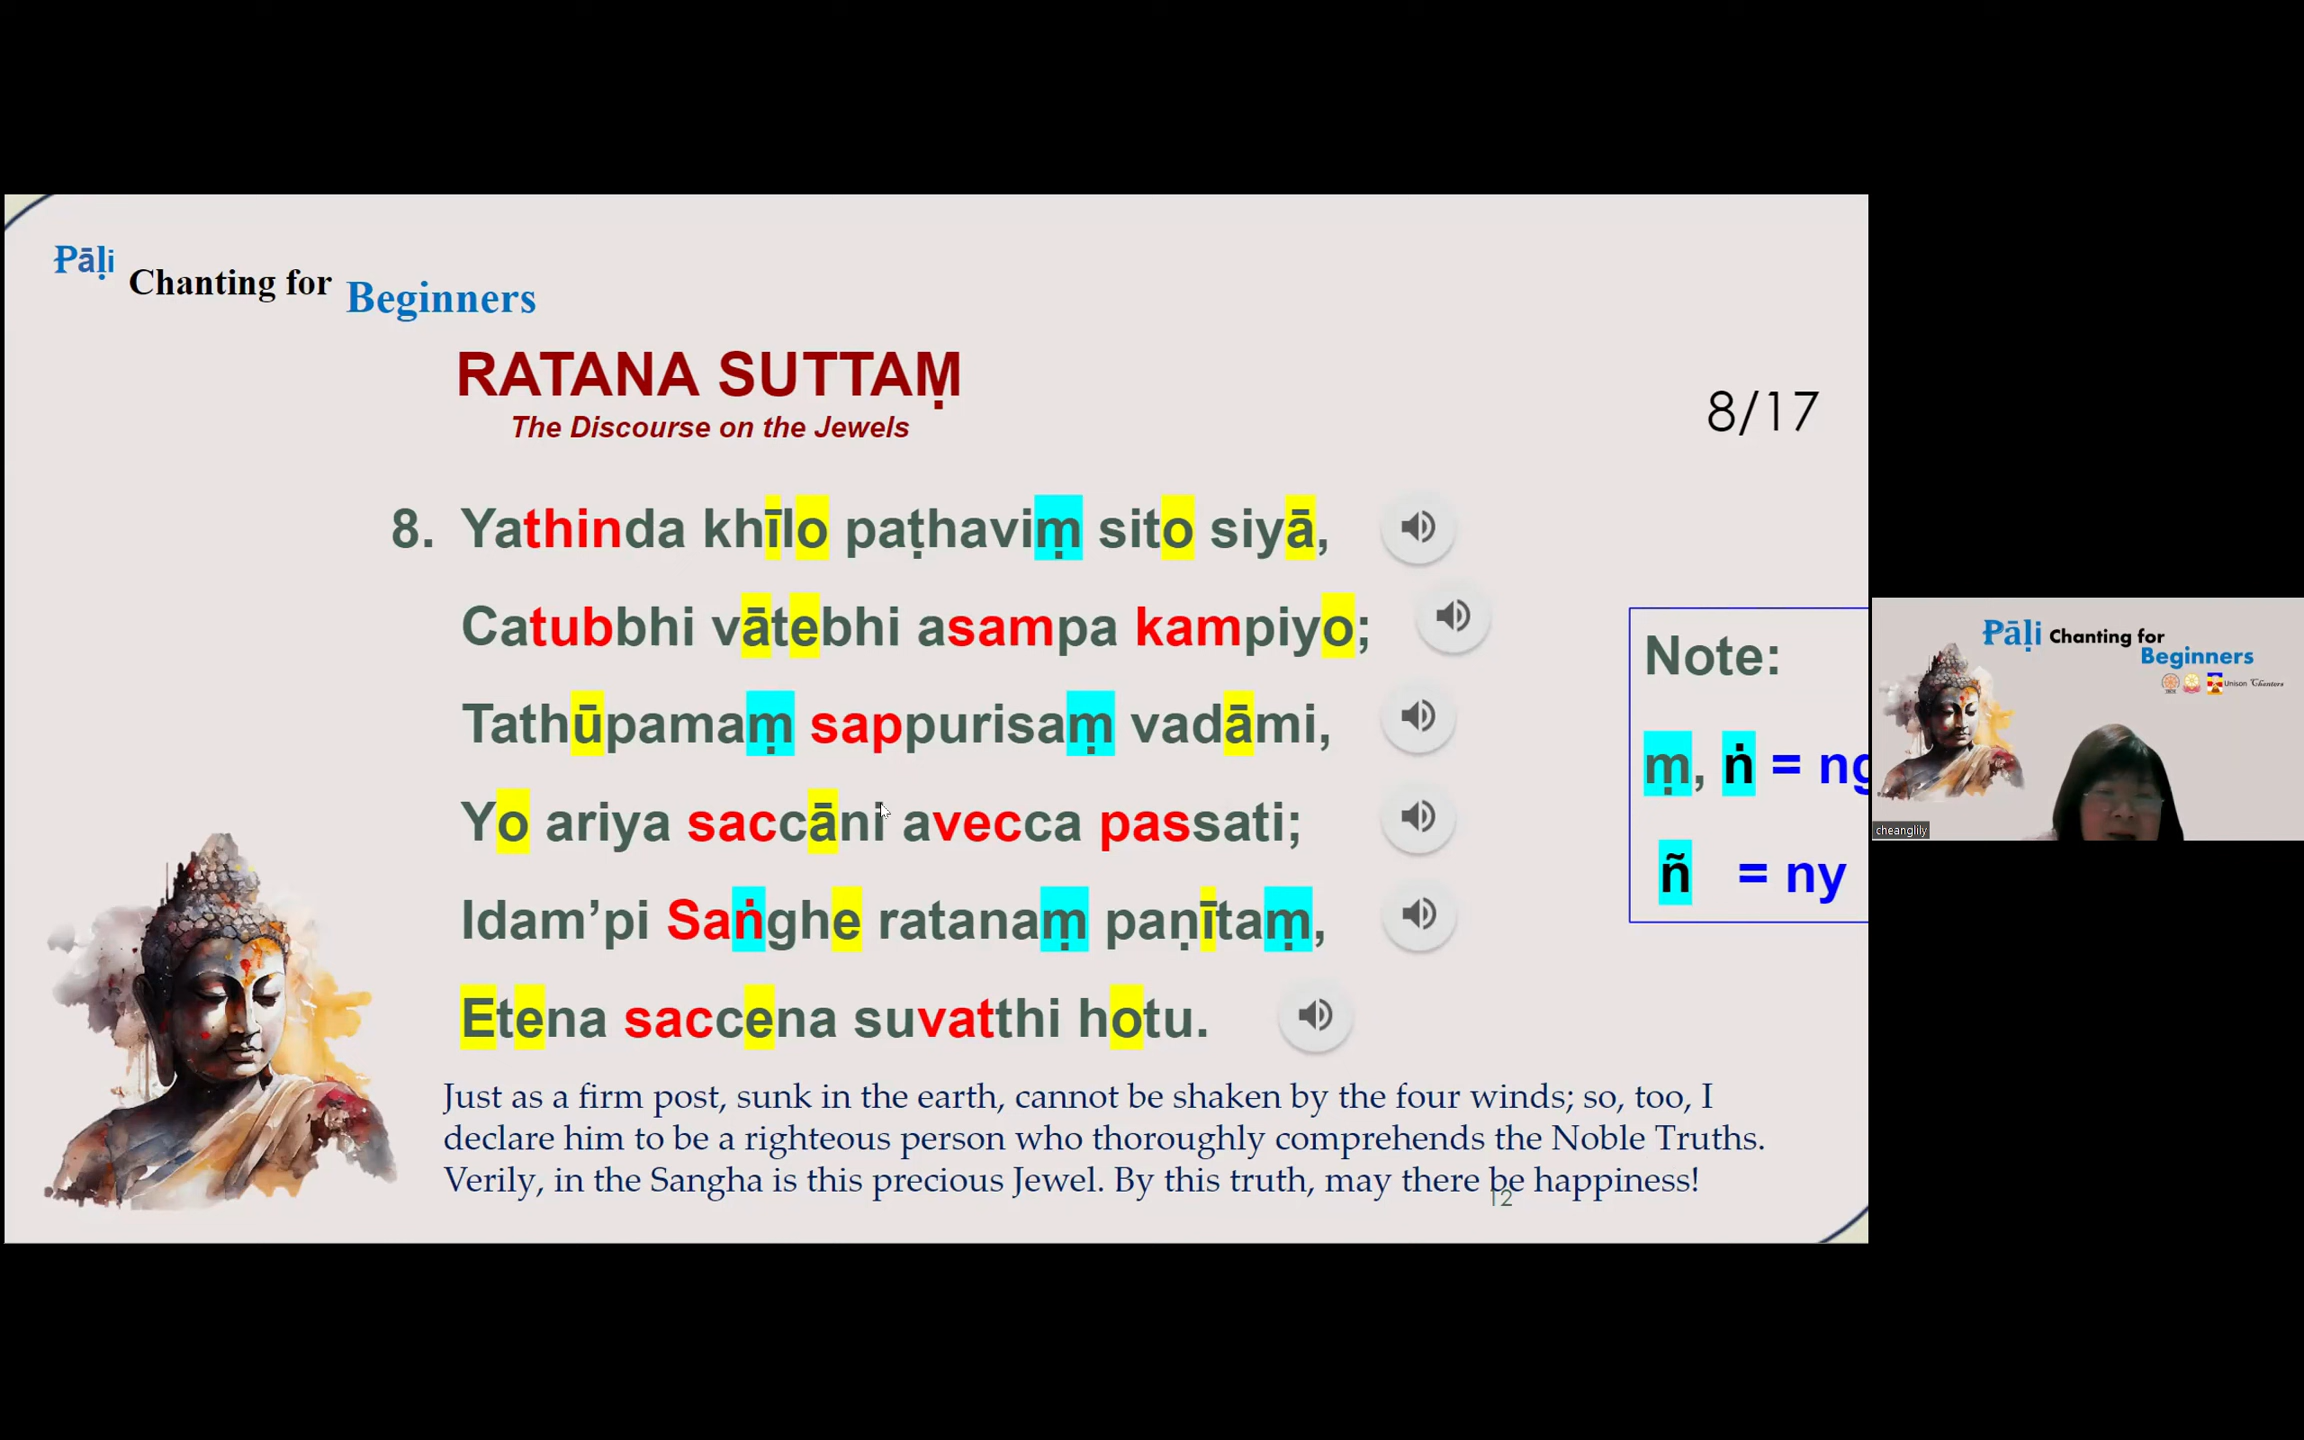 Pāḷi Chanting for Beginners
RATANA SUTTAṂ
The Discourse on the Jewels
8/17
8. Yathinda khīlo paṭhaviṃ sito siyā,
Catubbhi vātebhi asampa kampiyo;
Tathūpamaṃ sappurisaṃ vadāmi,
Yo ariya saccāni avecca passati;
Idam’pi Saṅghe ratanaṃ paṇītaṃ,
Etena saccena suvatthi hotu.
Just as a firm post, sunk in the earth, cannot be shaken by the four winds; so, too, I
declare him to be a righteous person who thoroughly comprehends the Noble Truths.
Verily, in the Sangha is this precious Jewel. By this truth, may there be happiness!
12
Note:
ṃ, ṅ = ng
ñ = ny
Pāḷi Chanting for
Beginners
Unison Chanters
cheanglily